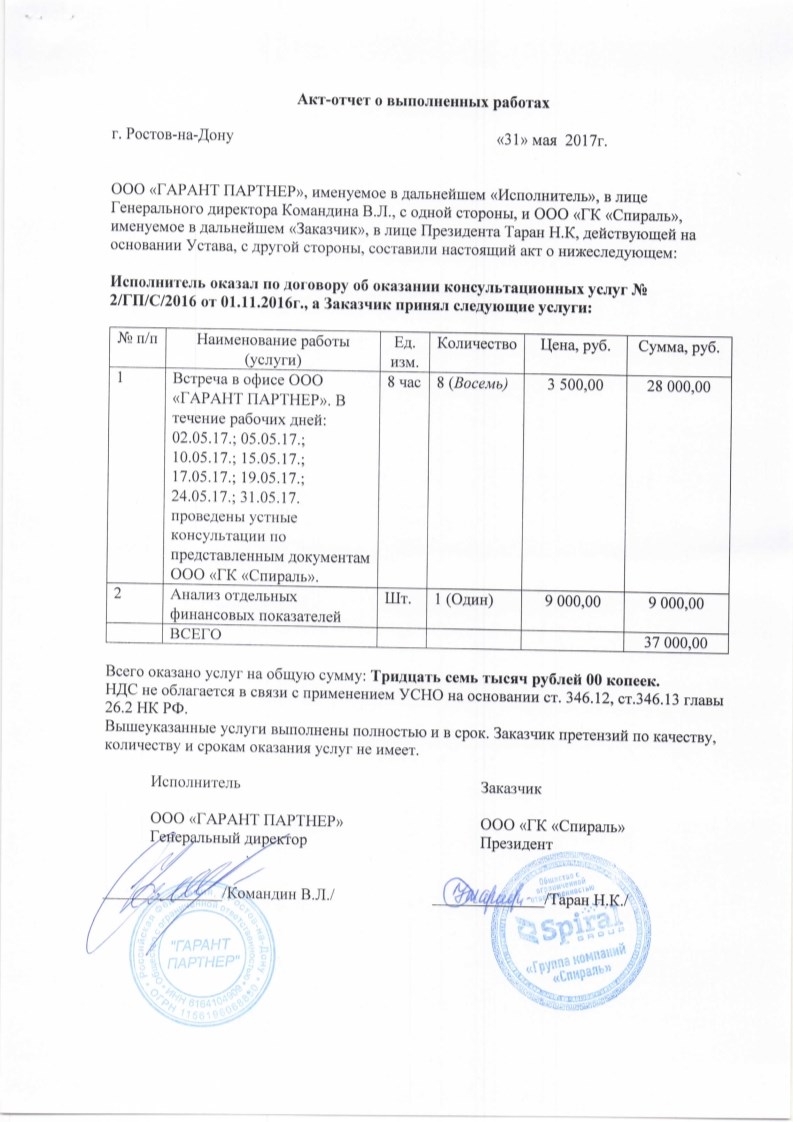 Акт-отчет о выполненных работах
г. Ростов-на-Дону «31» мая 2017г.
ООО «ГАРАНТ ПАРТНЕР», именуемое в дальнейшем «Исполнитель», в лице
Генерального директора Командина В.Л., с одной стороны, и ООО «ГК «Спираль»,
именуемое в дальнейшем «Заказчик», в лице Президента Таран Н.К, действующей на
основании Устава, с другой стороны, составили настоящий акт о нижеследующем:
Исполнитель оказал по договору об оказании консультационных услуг №
2/ГП/С/2016 от 01.11.2016г., а Заказчик принял следующие услуги:
№ п/п Наименование работы Ед. Количество Цена, руб. Сумма, руб.
(услуги) изм.
1 Встреча в офисе ООО 8 час 8 (Восемь) 3 500,00 28 000,00
«ГАРАНТ ПАРТНЕР». В
течение рабочих дней:
02.05.17.; 05.05.17.;
10.05.17.; 15.05.17.;
17.05.17.; 19.05.17.;
24.05.17.; 31.05.17.
проведены устные
консультации по
представленным документам
ООО «ГК «Спираль».
2 Анализ отдельных Шт. 1 (Один) 9 000,00 9 000,00
финансовых показателей
ВСЕГО 37 000,00
Всего оказано услуг на общую сумму: Тридцать семь тысяч рублей 00 копеек.
НДС не облагается в связи с применением УСНО на основании ст. 346.12, ст.346.13 главы
26.2 НК РФ.
Вышеуказанные услуги выполнены полностью и в срок. Заказчик претензий по качеству,
количеству и срокам оказания услуг не имеет.
Исполнитель Заказчик
ООО «ГАРАНТ ПАРТНЕР» ООО «ГК «Спираль»
Генеральный директор Президент
/Командин В.Л./ /Таран Н.К./
"ГАРАНТ
ПАРТНЕР"
Общество с
ограниченной
ответственностью
Spiral
GROUP
«Группа компаний
«Спираль»